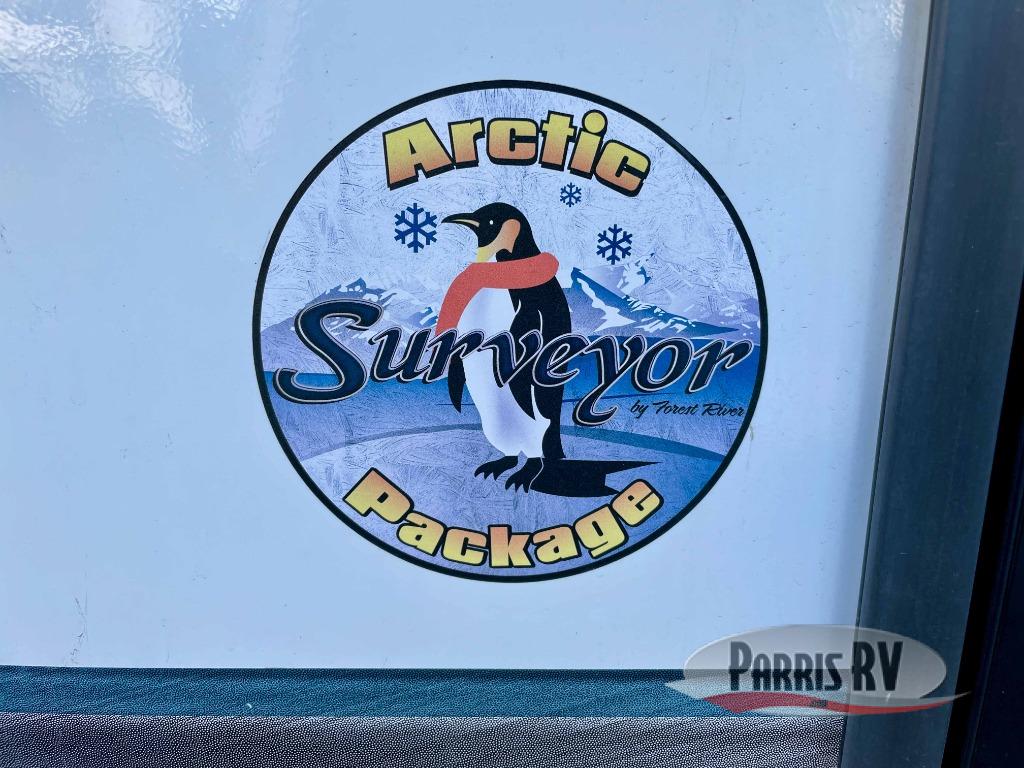 Arctic
Surveyor
by Forest River
Package
PARRIS RV